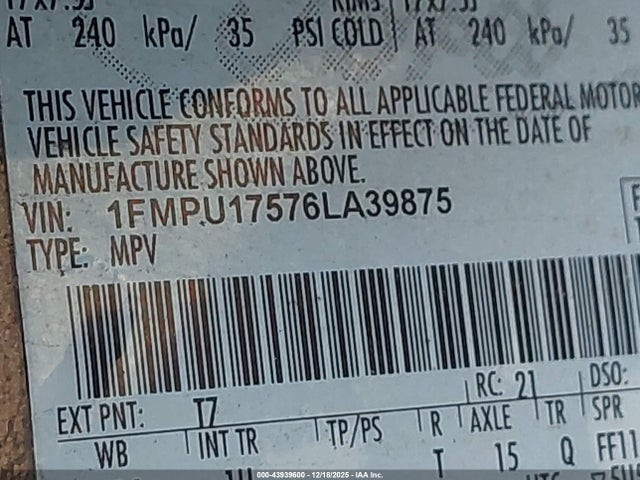 AT 240 kPa/ 35 PSI COLD AT 240 kPa/ 35
THIS VEHICLE CONFORMS TO ALL APPLICABLE FEDERAL MOTOR
VEHICLE SAFETY STANDARDS IN EFFECT ON THE DATE OF
MANUFACTURE SHOWN ABOVE.
VIN: 1FMPU17576LA39875
TYPE: MPV
EXT PNT: T7 RC: 21 DSO:
WB INT TR TP/PS R AXLE TR SPR
T 15 Q FF11
000-43939600 - 12/18/2025 - IAA Inc.